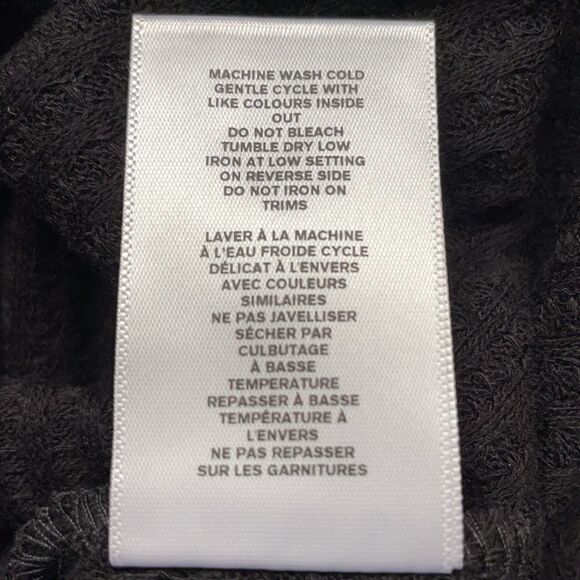 MACHINE WASH COLD
GENTLE CYCLE WITH
LIKE COLOURS INSIDE
OUT
DO NOT BLEACH
TUMBLE DRY LOW
IRON AT LOW SETTING
ON REVERSE SIDE
DO NOT IRON ON
TRIMS
LAVER À LA MACHINE
À L'EAU FROIDE CYCLE
DÉLICAT À L'ENVERS
AVEC COULEURS
SIMILAIRES
NE PAS JAVELLISER
SÉCHER PAR
CULBUTAGE
À BASSE
TEMPERATURE
REPASSER À BASSE
TEMPÉRATURE À
L'ENVERS
NE PAS REPASSER
SUR LES GARNITURES